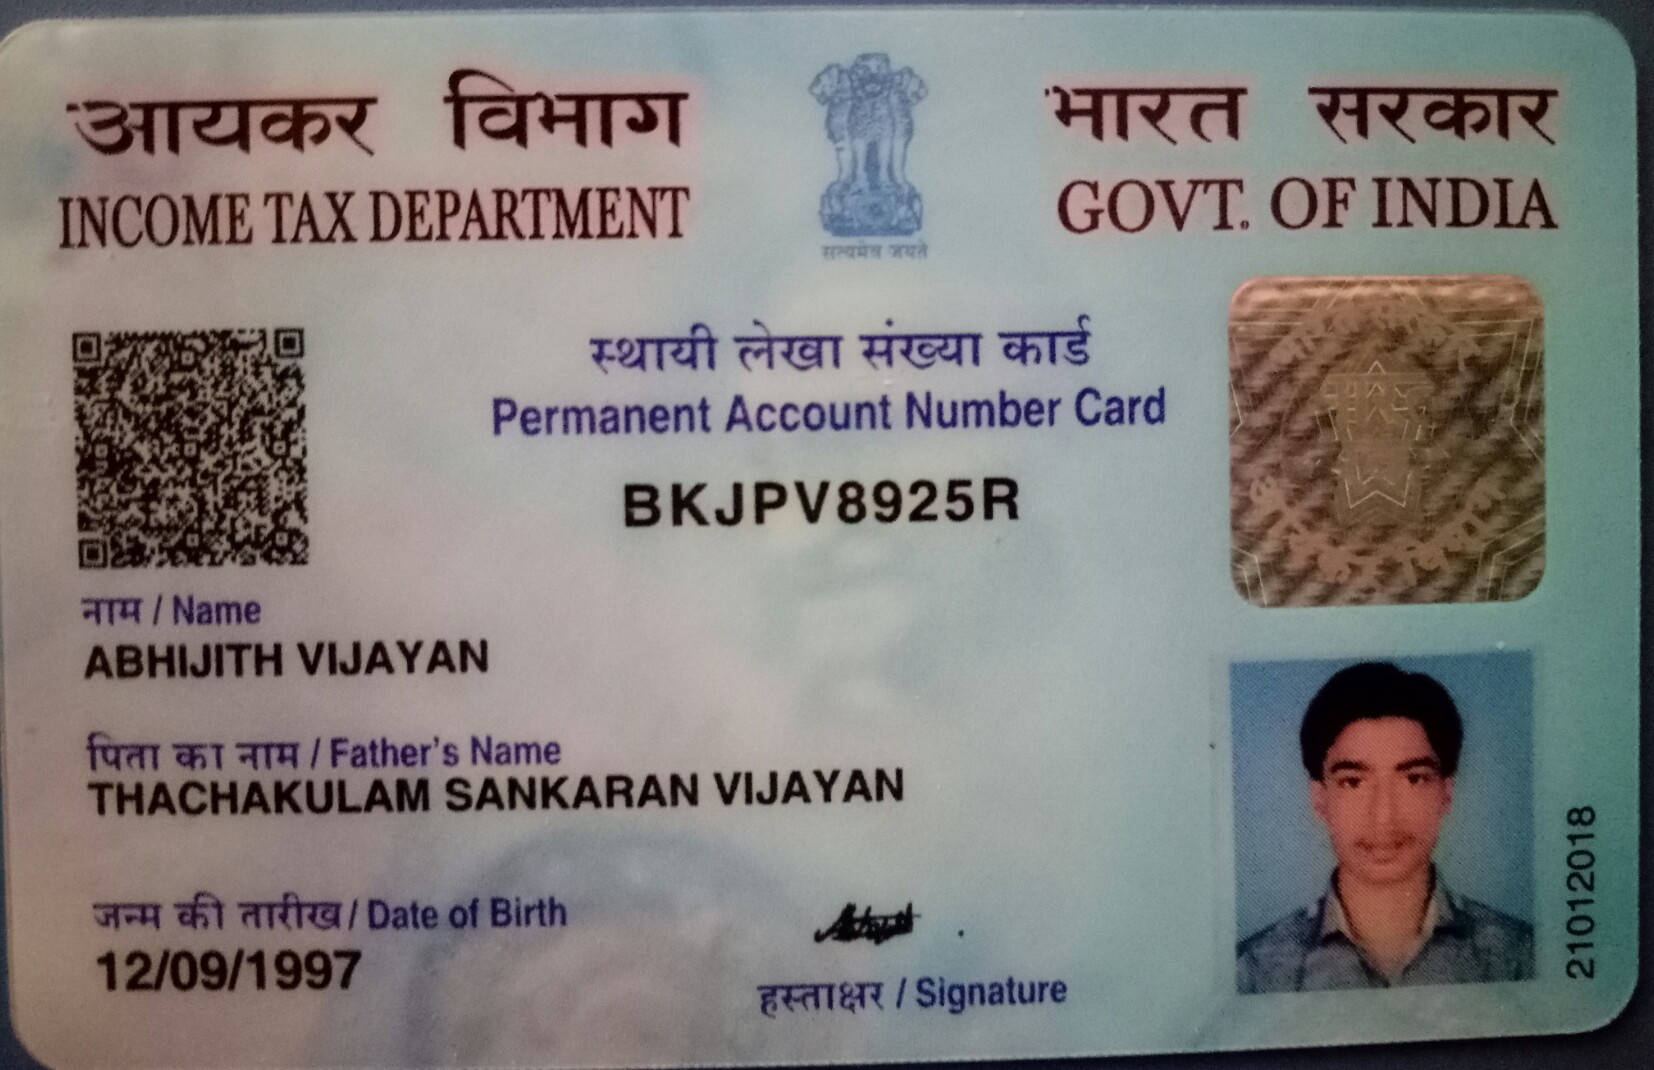 आयकर विभाग
INCOME TAX DEPARTMENT
सत्यमेव जयते
भारत सरकार
GOVT. OF INDIA
स्थायी लेखा संख्या कार्ड
Permanent Account Number Card
BKJPV8925R
नाम / Name
ABHIJITH VIJAYAN
पिता का नाम / Father's Name
THACHAKULAM SANKARAN VIJAYAN
जन्म की तारीख / Date of Birth
12/09/1997
हस्ताक्षर / Signature
21012018